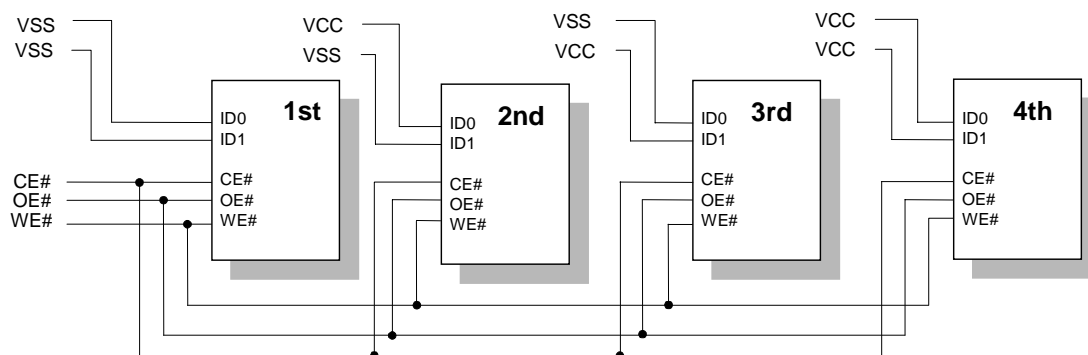 VSS
VSS
ID0
ID1
CE#
OE#
WE#
CE#
OE#
WE#
1st
VCC
VSS
ID0
ID1
CE#
OE#
WE#
2nd
VSS
VCC
ID0
ID1
CE#
OE#
WE#
3rd
VCC
VCC
ID0
ID1
CE#
OE#
WE#
4th